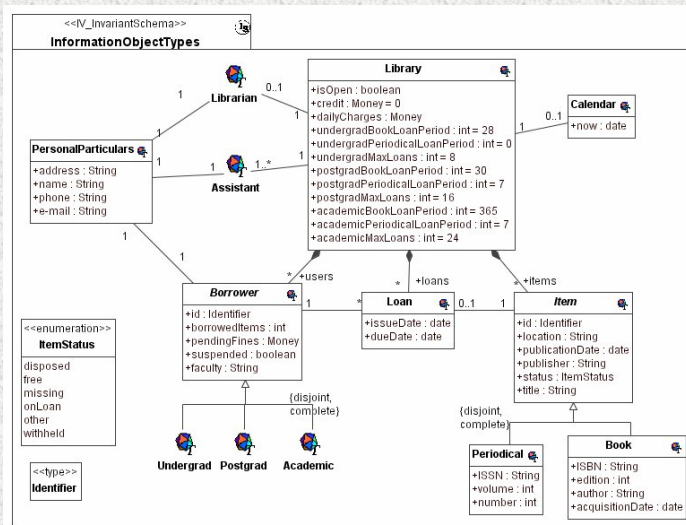 <<IV_InvariantSchema>>
InformationObjectTypes
Librarian
Assistant
Library
+isOpen : boolean
+credit : Money = 0
+dailyCharges : Money
+undergradBookLoanPeriod : int = 28
+undergradPeriodicalLoanPeriod : int = 0
+undergradMaxLoans : int = 8
+postgradBookLoanPeriod : int = 30
+postgradPeriodicalLoanPeriod : int = 7
+postgradMaxLoans : int = 16
+academicBookLoanPeriod : int = 365
+academicPeriodicalLoanPeriod : int = 7
+academicMaxLoans : int = 24
Calendar
+now : date
PersonalParticulars
+address : String
+name : String
+phone : String
+e-mail : String
1
0..1
1
1
1
1..*
1
1
0..1
1
1
*
+users
*
+loans
*
+items
Borrower
+id : Identifier
+borrowedItems : int
+pendingFines : Money
+suspended : boolean
+faculty : String
1
*
Loan
+issueDate : date
+dueDate : date
0..1
1
Item
+id : Identifier
+location : String
+publicationDate : date
+publisher : String
+status : ItemStatus
+title : String
<<enumeration>>
ItemStatus
disposed
free
missing
onLoan
other
withheld
<<type>>
Identifier
{disjoint,
complete}
Undergrad
Postgrad
Academic
{disjoint,
complete}
Periodical
+ISSN : String
+volume : int
+number : int
Book
+ISBN : String
+edition : int
+author : String
+acquisitionDate : date